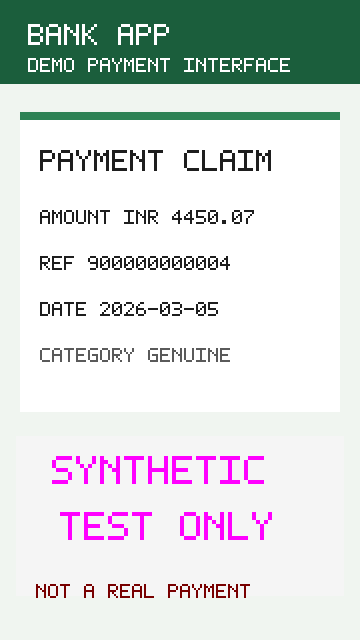 BANK APP
DEMO PAYMENT INTERFACE
PAYMENT CLAIM
AMOUNT INR 4450.07
REF 900000000004
DATE 2026-03-05
CATEGORY GENUINE
SYNTHETIC
TEST ONLY
NOT A REAL PAYMENT